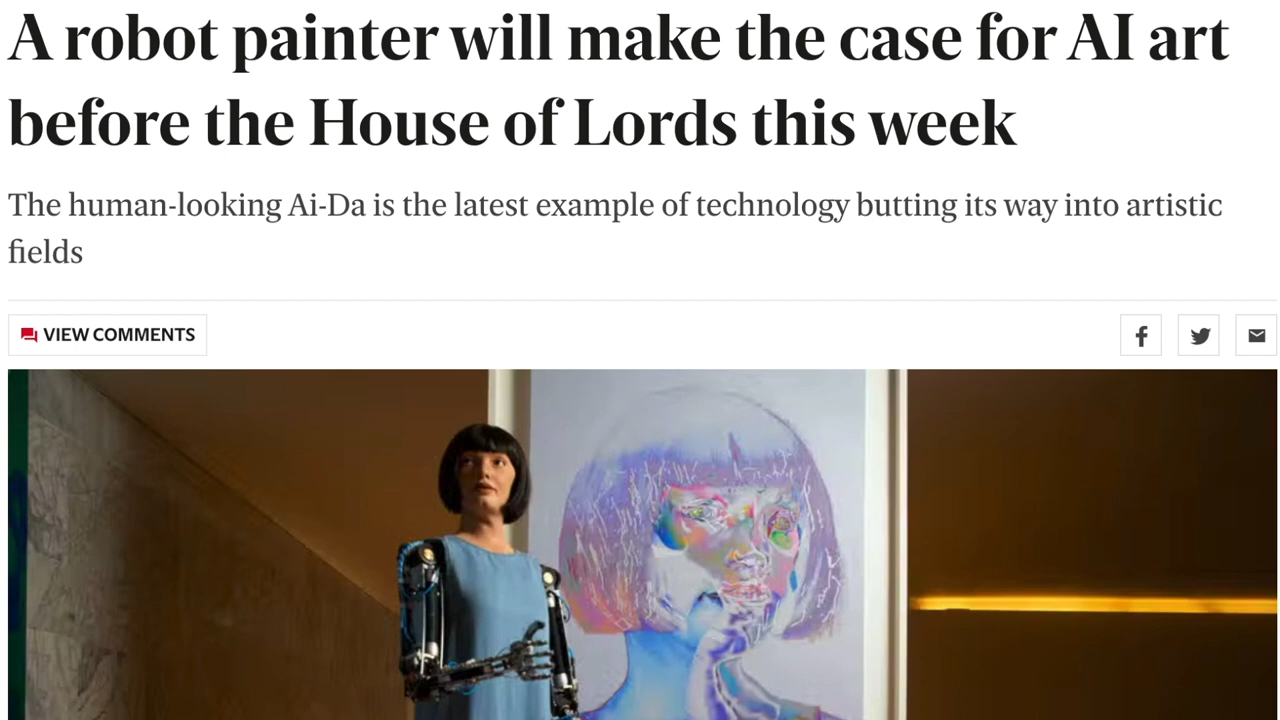 A robot painter will make the case for AI art
before the House of Lords this week
The human-looking Ai-Da is the latest example of technology butting its way into artistic
fields
VIEW COMMENTS